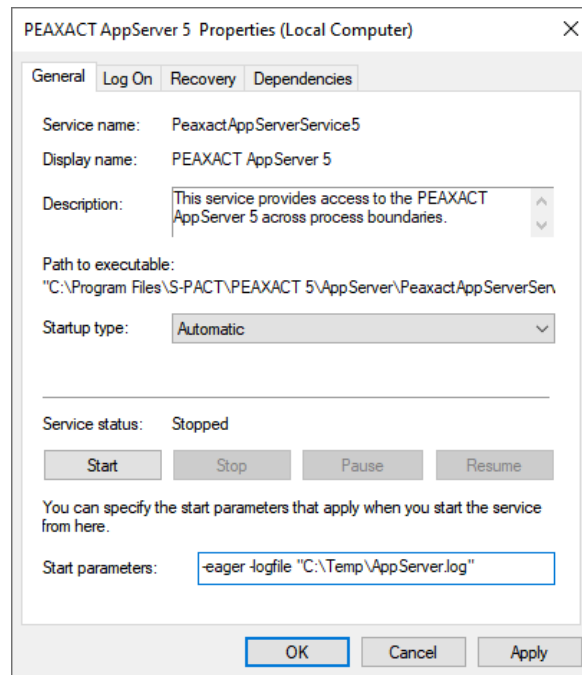 PEAXACT AppServer 5 Properties (Local Computer)
General Log On Recovery Dependencies
Service name: PeaxactAppServerService5
Display name: PEAXACT AppServer 5
Description: This service provides access to the PEAXACT
AppServer 5 across process boundaries.
Path to executable:
"C:\Program Files\S-PACT\PEAXACT 5\AppServer\PeaxactAppServerServ
Startup type: Automatic
Service status: Stopped
Start Stop Pause Resume
You can specify the start parameters that apply when you start the service
from here.
Start parameters: -eager -logfile "C:\Temp\AppServer.log"
OK Cancel Apply